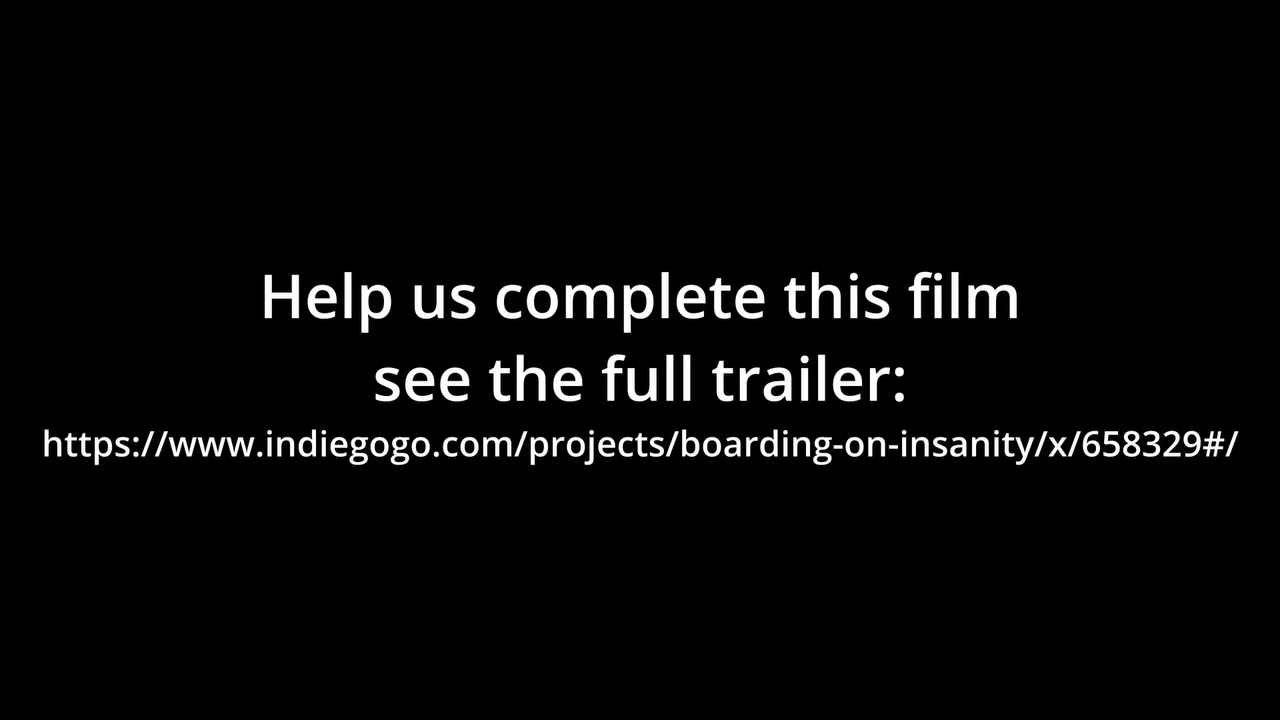 Help us complete this film
see the full trailer:
https://www.indiegogo.com/projects/boarding-on-insanity/x/658329#/